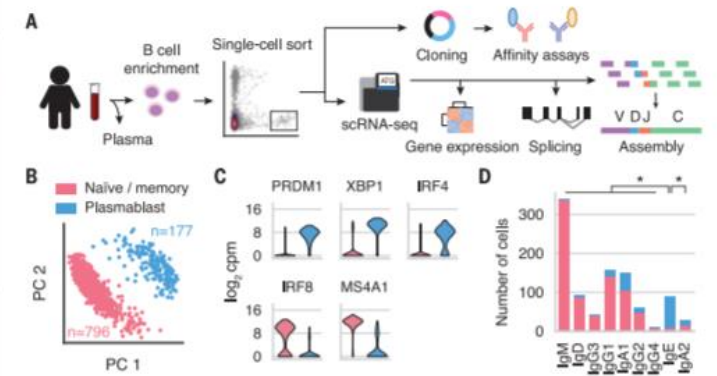 A
B cell
enrichment
Plasma
Single-cell sort
Cloning
Affinity assays
scRNA-seq
ATG
Gene expression
Splicing
V D J C
Assembly
B
Naïve / memory
Plasmablast
n=177
n=796
PC 2
PC 1
C
PRDM1 XBP1 IRF4
16
8
0
log2 cpm
IRF8 MS4A1
16
8
0
D
* *
Number of cells
300
200
100
0
IgM
IgD
IgG3
IgG1
IgA1
IgG2
IgG4
IgE
IgA2